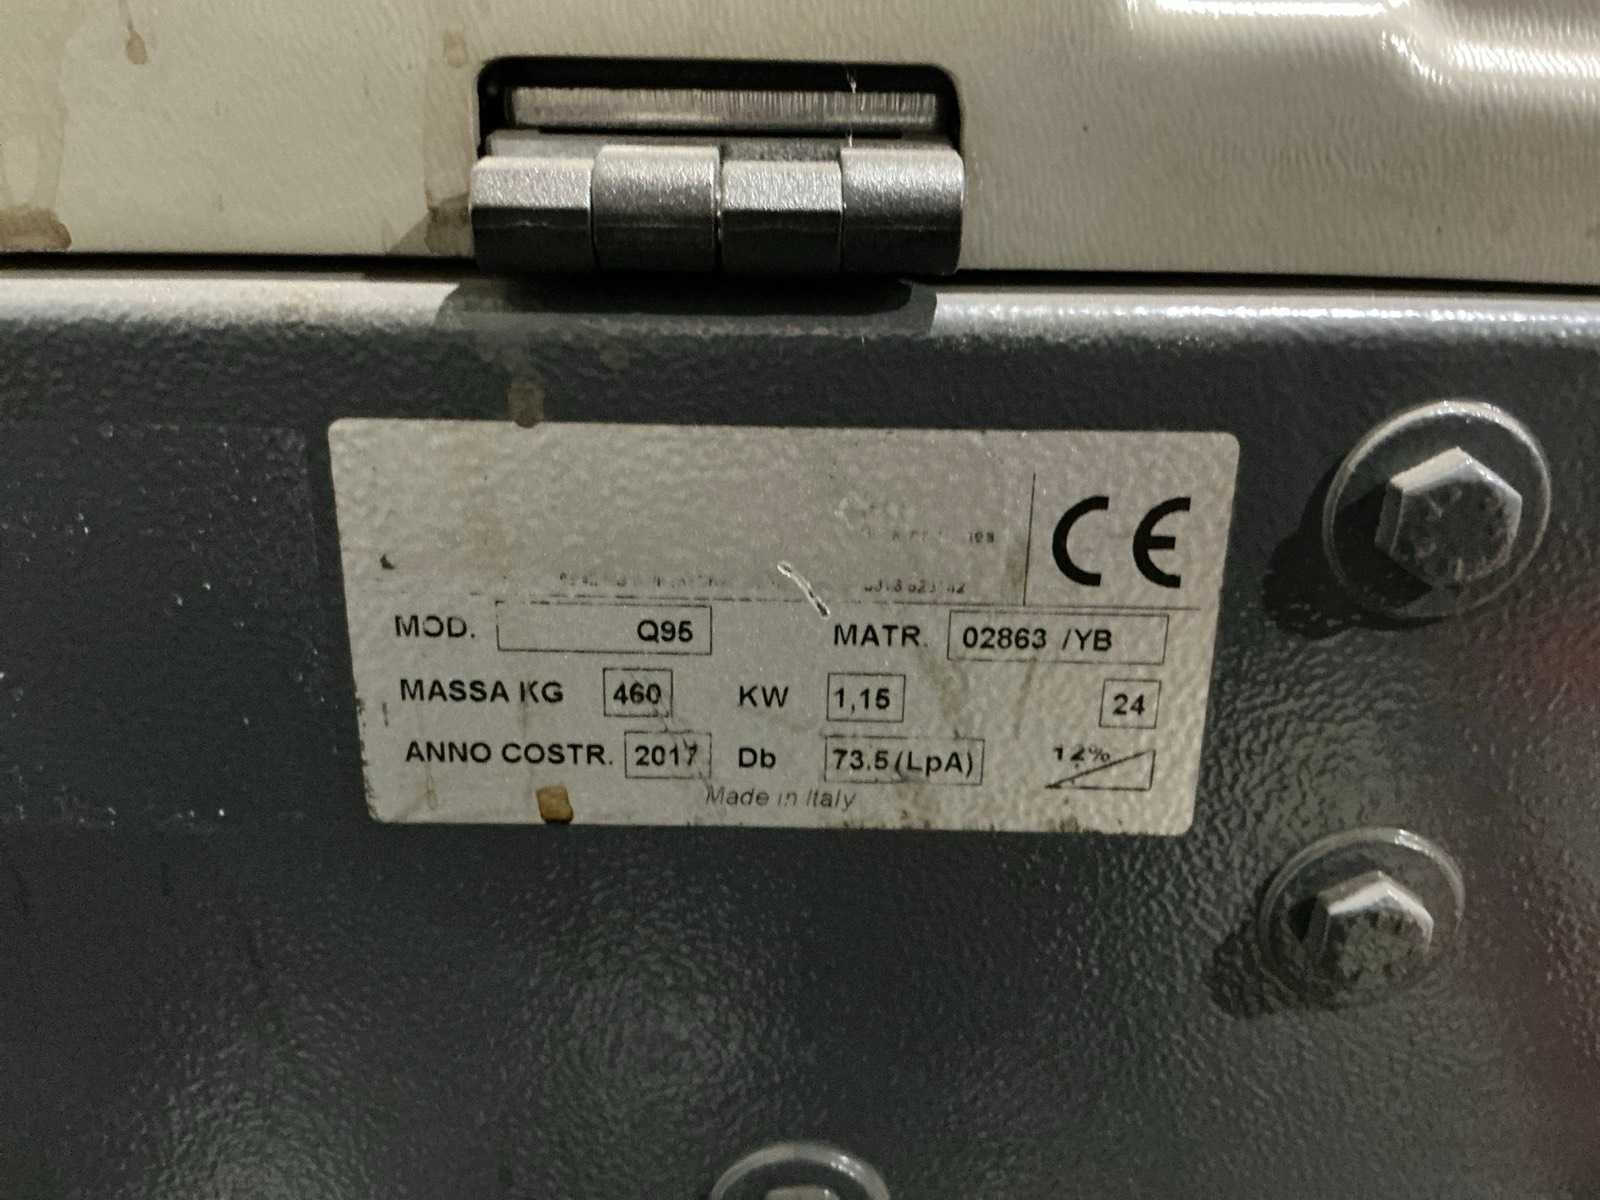 CE
MOD. Q95 MATR. 02863 /YB
MASSA KG 460 KW 1,15 24
ANNO COSTR. 2017 Db 73.5(LpA) 12%
Made in Italy